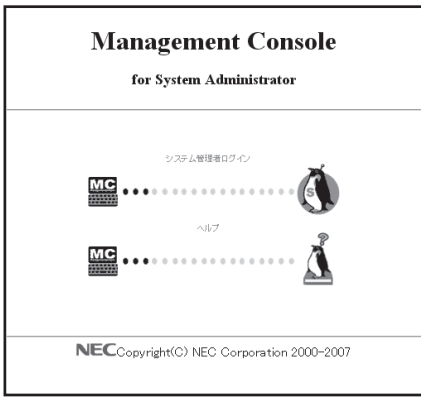 Management Console
for System Administrator
システム管理者ログイン
MC
S
ヘルプ
MC
?
NEC Copyright(C) NEC Corporation 2000-2007